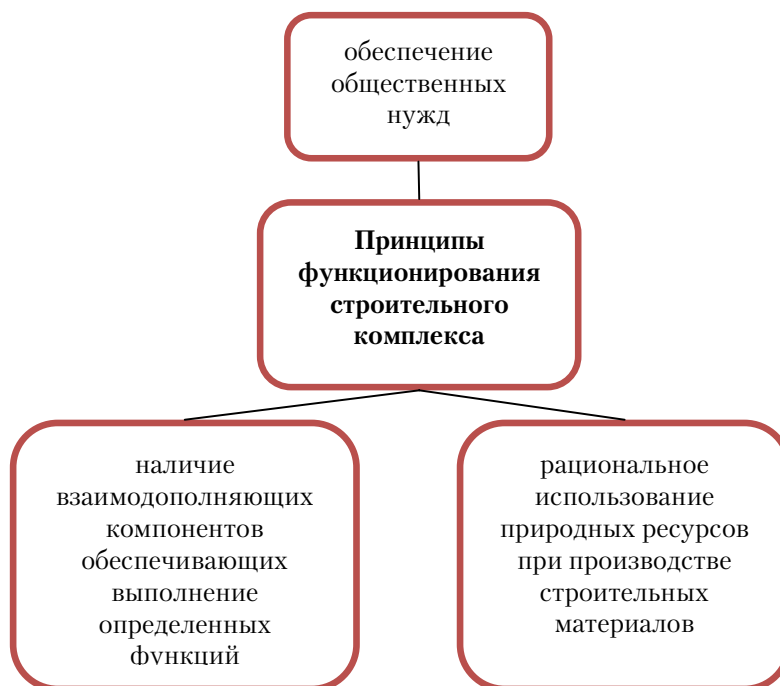 обеспечение
общественных
нужд
Принципы
функционирования
строительного
комплекса
наличие
взаимодополняющих
компонентов
обеспечивающих
выполнение
определенных
функций
рациональное
использование
природных ресурсов
при производстве
строительных
материалов